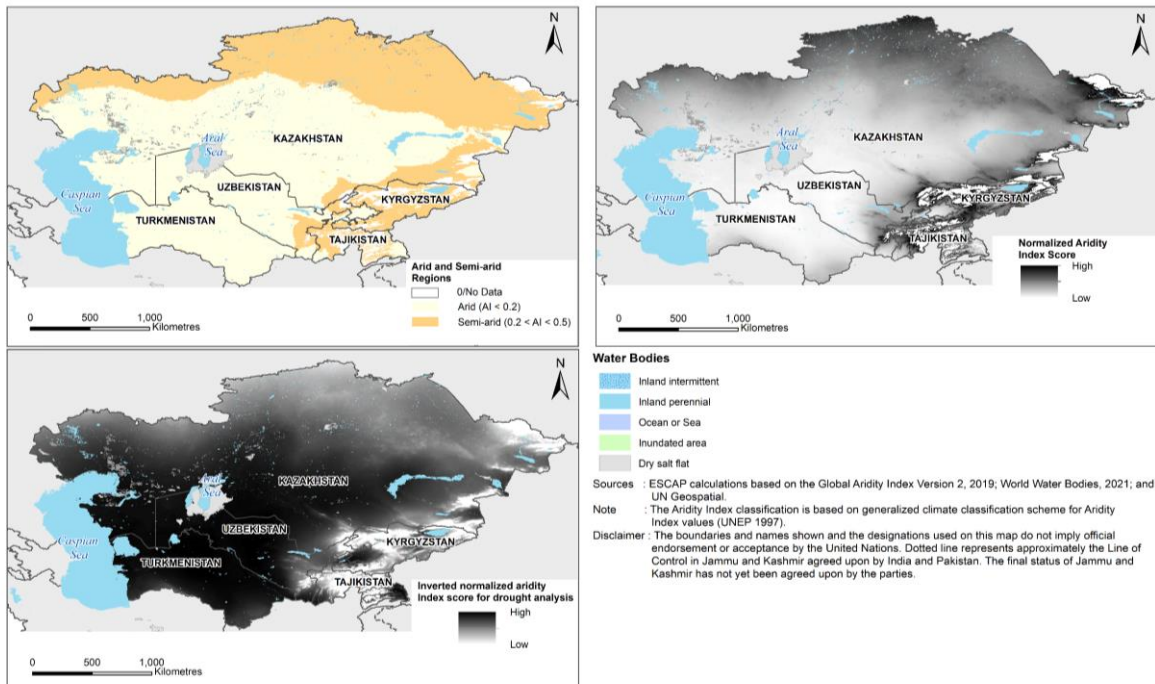 N
Aral
Sea
KAZAKHSTAN
UZBEKISTAN
Caspian
Sea
TURKMENISTAN
KYRGYZSTAN
TAJIKISTAN
Arid and Semi-arid
Regions
0/No Data
Arid (AI < 0.2)
Semi-arid (0.2 < AI < 0.5)
0 500 1,000
Kilometres
N
Aral
Sea
KAZAKHSTAN
UZBEKISTAN
Caspian
Sea
TURKMENISTAN
KYRGYZSTAN
TAJIKISTAN
Normalized Aridity
Index Score
High
Low
0 500 1,000
Kilometres
N
Aral
Sea
KAZAKHSTAN
UZBEKISTAN
Caspian
Sea
TURKMENISTAN
KYRGYZSTAN
TAJIKISTAN
Inverted normalized aridity
Index score for drought analysis
High
Low
0 500 1,000
Kilometres
Water Bodies
Inland intermittent
Inland perennial
Ocean or Sea
Inundated area
Dry salt flat
Sources : ESCAP calculations based on the Global Aridity Index Version 2, 2019; World Water Bodies, 2021; and
UN Geospatial.
Note : The Aridity Index classification is based on generalized climate classification scheme for Aridity
Index values (UNEP 1997).
Disclaimer : The boundaries and names shown and the designations used on this map do not imply official
endorsement or acceptance by the United Nations. Dotted line represents approximately the Line of
Control in Jammu and Kashmir agreed upon by India and Pakistan. The final status of Jammu and
Kashmir has not yet been agreed upon by the parties.